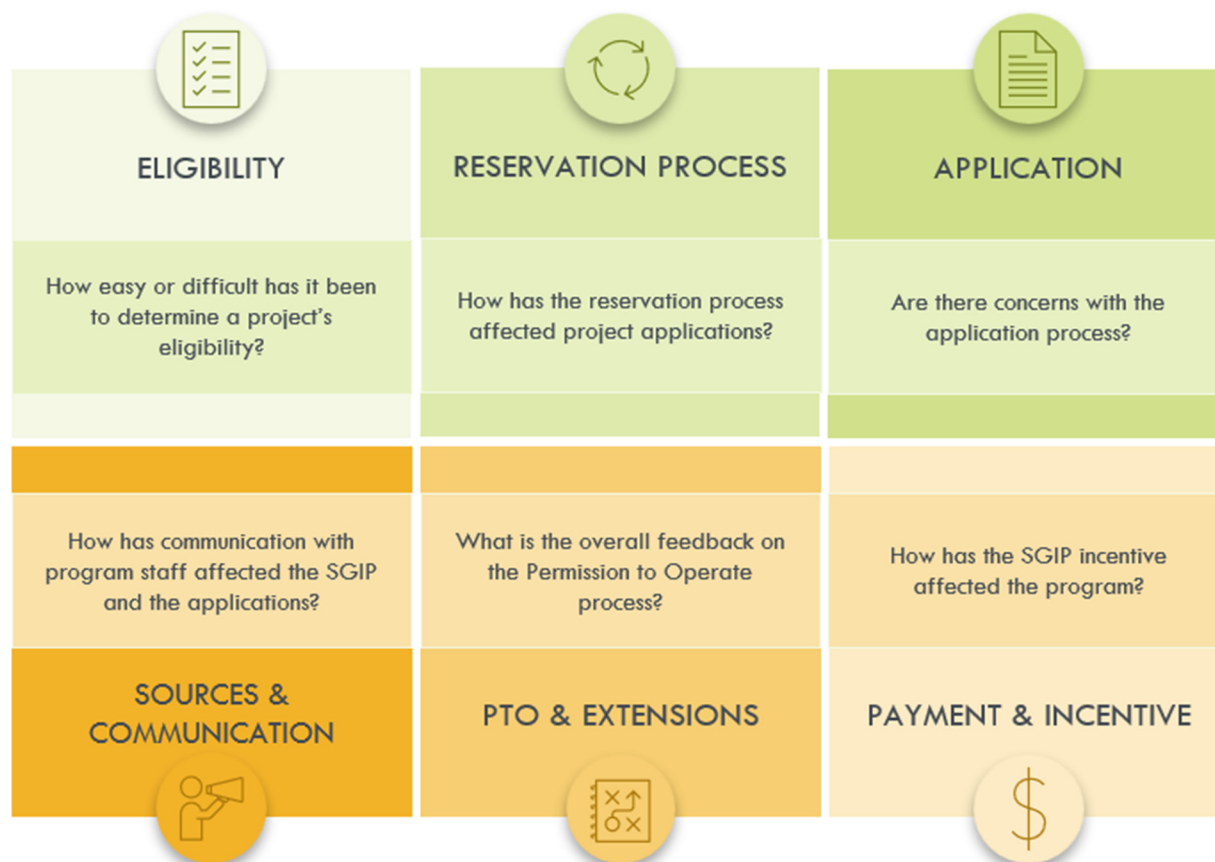 ELIGIBILITY
How easy or difficult has it been
to determine a project's
eligibility?
RESERVATION PROCESS
How has the reservation process
affected project applications?
APPLICATION
Are there concerns with the
application process?
How has communication with
program staff affected the SGIP
and the applications?
SOURCES &
COMMUNICATION
What is the overall feedback on
the Permission to Operate
process?
PTO & EXTENSIONS
How has the SGIP incentive
affected the program?
PAYMENT & INCENTIVE